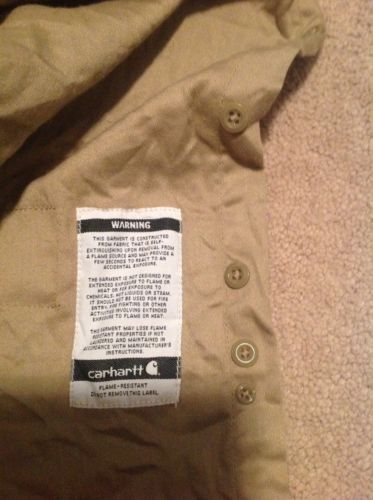 WARNING
THIS GARMENT IS CONSTRUCTED
FROM FABRIC THAT IS SELF-
EXTINGUISHING UPON REMOVAL FROM
A FLAME SOURCE AND MAY PROVIDE A
FEW SECONDS TO REACT TO AN
ACCIDENTAL EXPOSURE.
THE GARMENT IS NOT DESIGNED FOR
EXTENDED EXPOSURE TO FLAME OR
HEAT OR FOR EXPOSURE TO
CHEMICALS, HOT LIQUIDS OR STEAM.
IT SHOULD NOT BE USED FOR FIRE
ENTRY, FIRE FIGHTING OR OTHER
ACTIVITIES INVOLVING EXTENDED
EXPOSURE TO FLAME OR HEAT.
THIS GARMENT MAY LOSE FLAME
RESISTANT PROPERTIES IF NOT
LAUNDERED AND MAINTAINED IN
ACCORDANCE WITH MANUFACTURER'S
INSTRUCTIONS.
carhartt
FLAME-RESISTANT
DO NOT REMOVE THIS LABEL